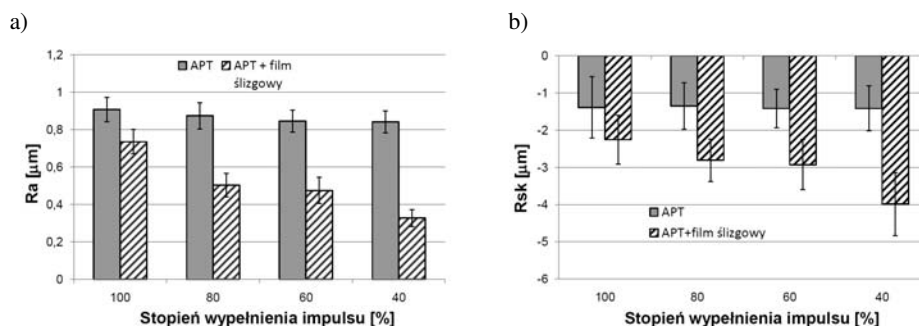 a)
1,2
1
0,8
0,6
0,4
0,2
0
Ra [µm]
APT
APT + film
ślizgowy
100 80 60 40
Stopień wypełnienia impulsu [%]
b)
0
-1
-2
-3
-4
-5
-6
Rsk [µm]
APT
APT+film ślizgowy
100 80 60 40
Stopień wypełnienia impulsu [%]